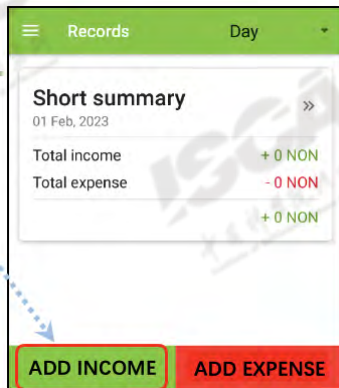 Records Day
Short summary
01 Feb, 2023
Total income + 0 NON
Total expense - 0 NON
+ 0 NON
ADD INCOME ADD EXPENSE